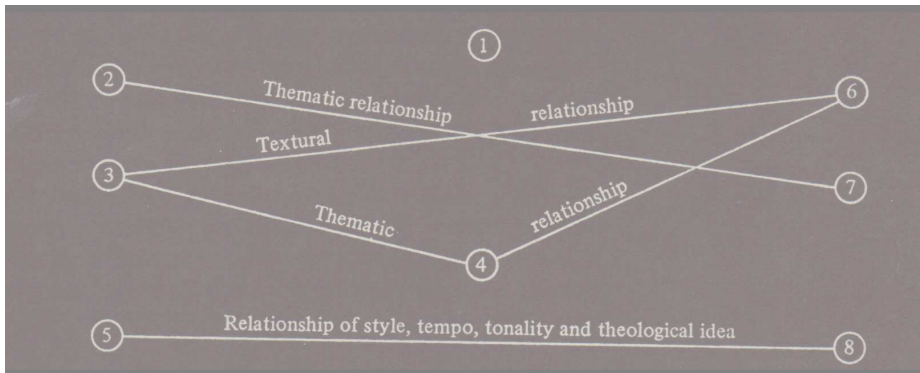 1
2
Thematic relationship
6
relationship
Textural
3
7
Thematic
relationship
4
5
Relationship of style, tempo, tonality and theological idea
8